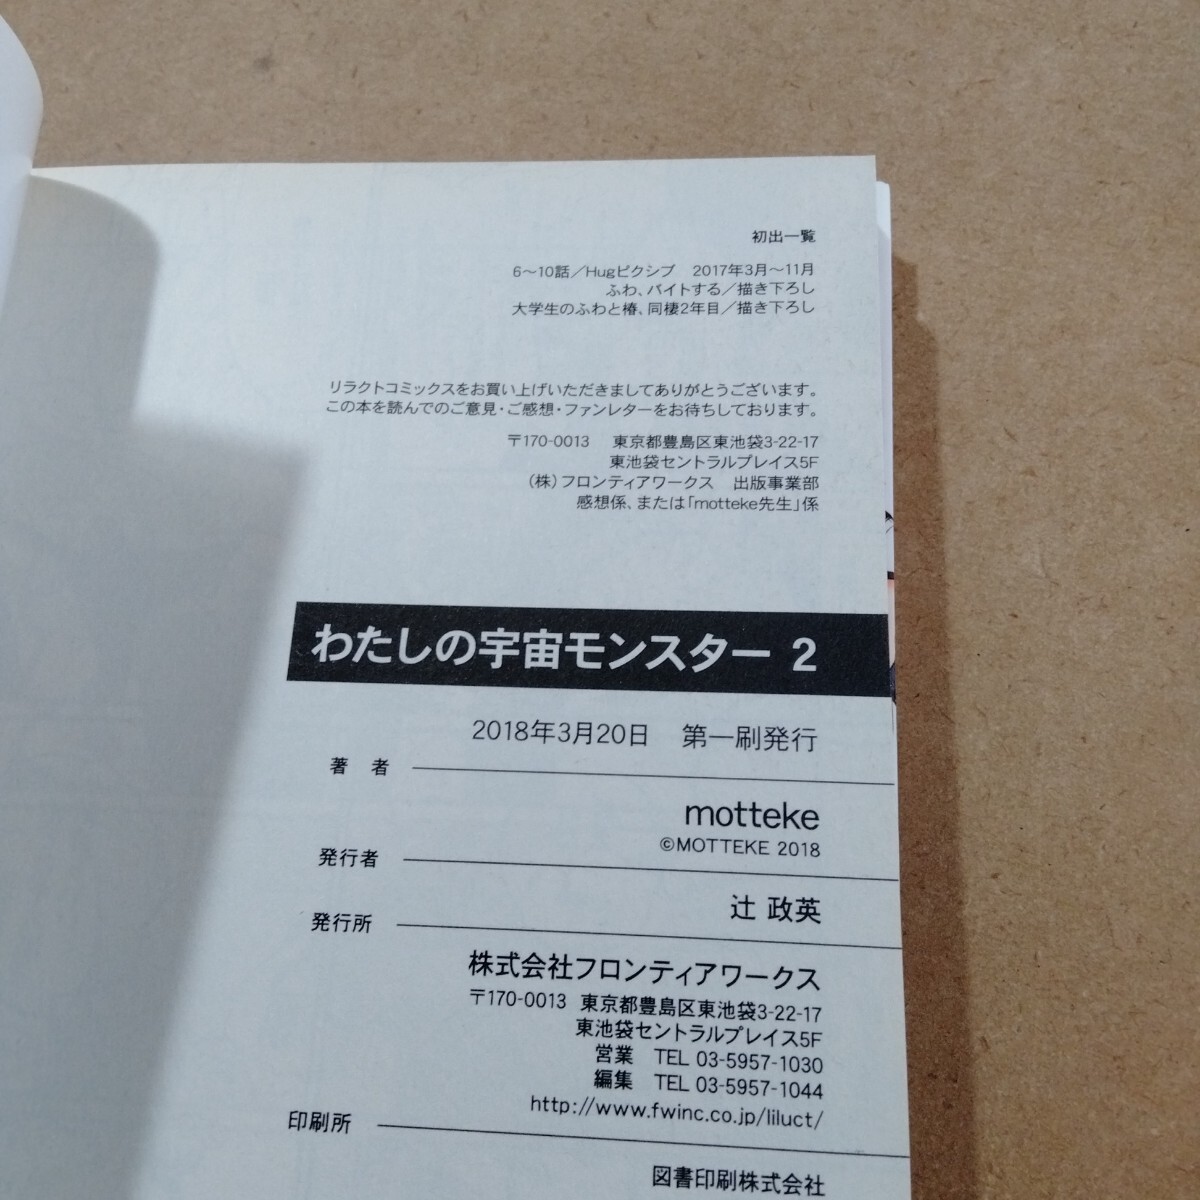 初出一覧
6〜10話／Hugピクシブ　2017年3月〜11月
ふわ、バイトする／描き下ろし
大学生のふわと椿、同棲2年目／描き下ろし
リラクトコミックスをお買い上げいただきましてありがとうございます。
この本を読んでのご意見・ご感想・ファンレターをお待ちしております。
〒170-0013　東京都豊島区東池袋3-22-17
東池袋セントラルプレイス5F
（株）フロンティアワークス　出版事業部
感想係、または「motteke先生」係
わたしの宇宙モンスター 2
2018年3月20日　第一刷発行
著　者
motteke
©MOTTEKE 2018
発行者
辻 政英
発行所
株式会社フロンティアワークス
〒170-0013　東京都豊島区東池袋3-22-17
東池袋セントラルプレイス5F
営業　TEL 03-5957-1030
編集　TEL 03-5957-1044
http://www.fwinc.co.jp/liluct/
印刷所
図書印刷株式会社